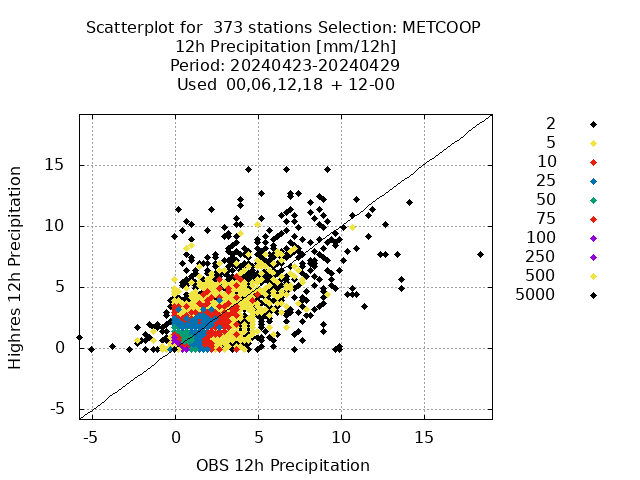 Scatterplot for  373 stations Selection: METCOOP
12h Precipitation [mm/12h]
Period: 20240423-20240429
Used  00,06,12,18 + 12-00
Highres 12h Precipitation
15
10
5
0
-5
-5 0 5 10 15
OBS 12h Precipitation
2
5
10
25
50
75
100
250
500
5000